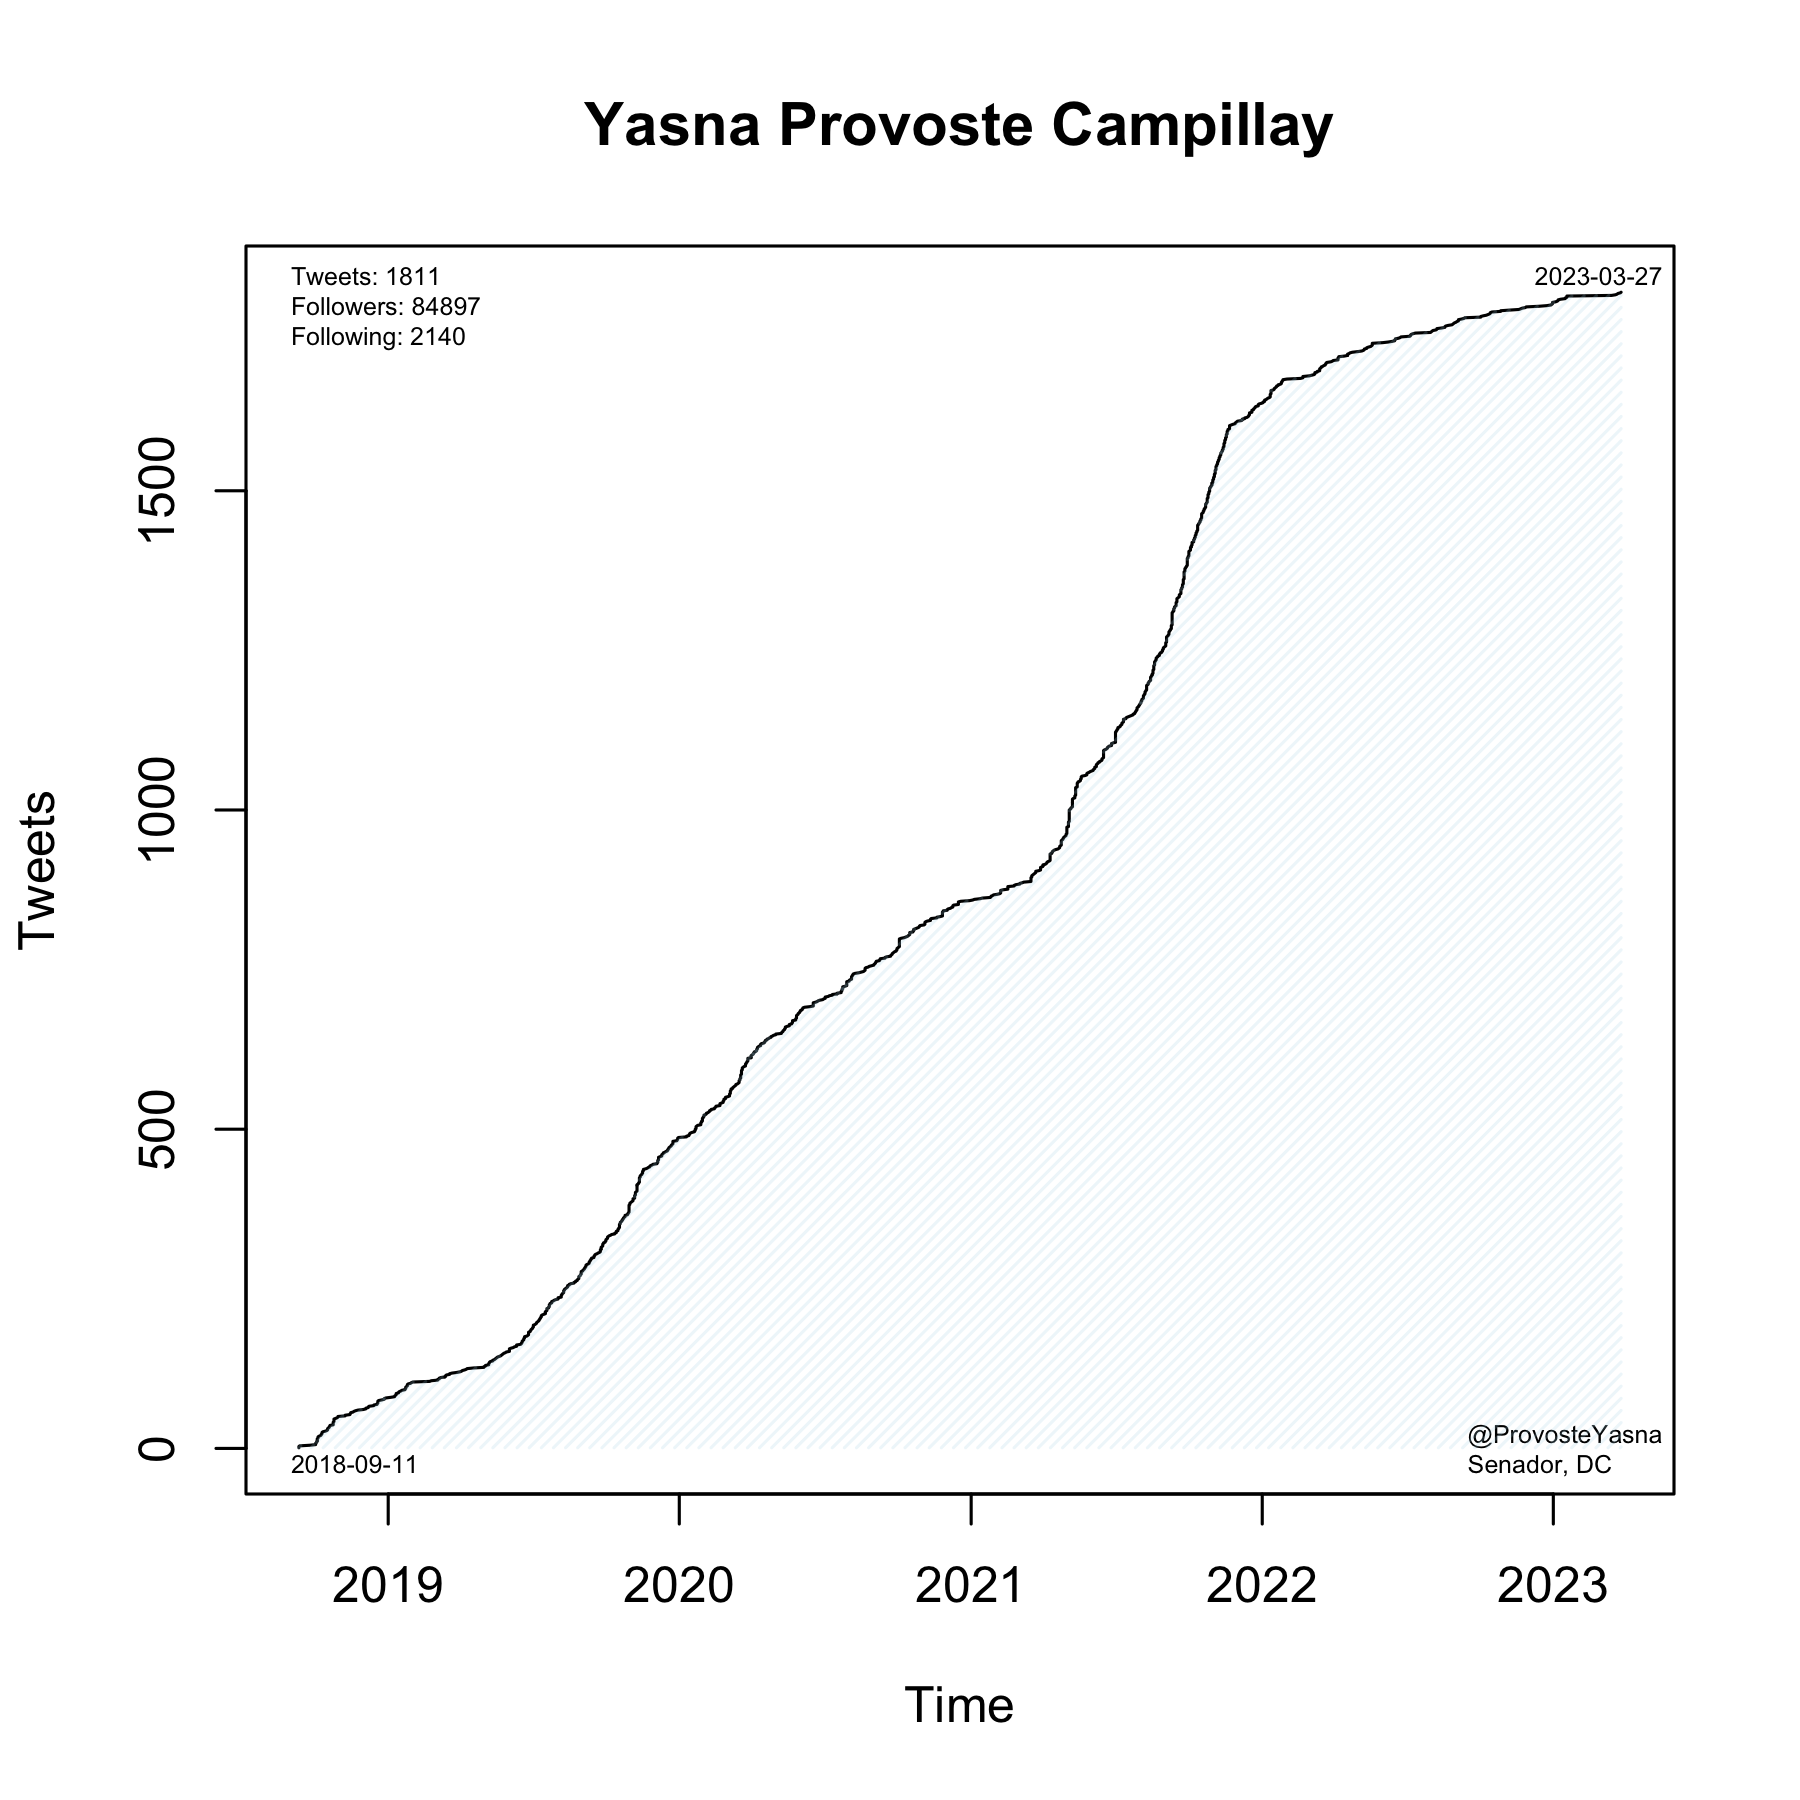 Yasna Provoste Campillay
Tweets: 1811
Followers: 84897
Following: 2140
2023-03-27
1500
1000
500
0
Tweets
2018-09-11
@ProvosteYasna
Senador, DC
2019 2020 2021 2022 2023
Time